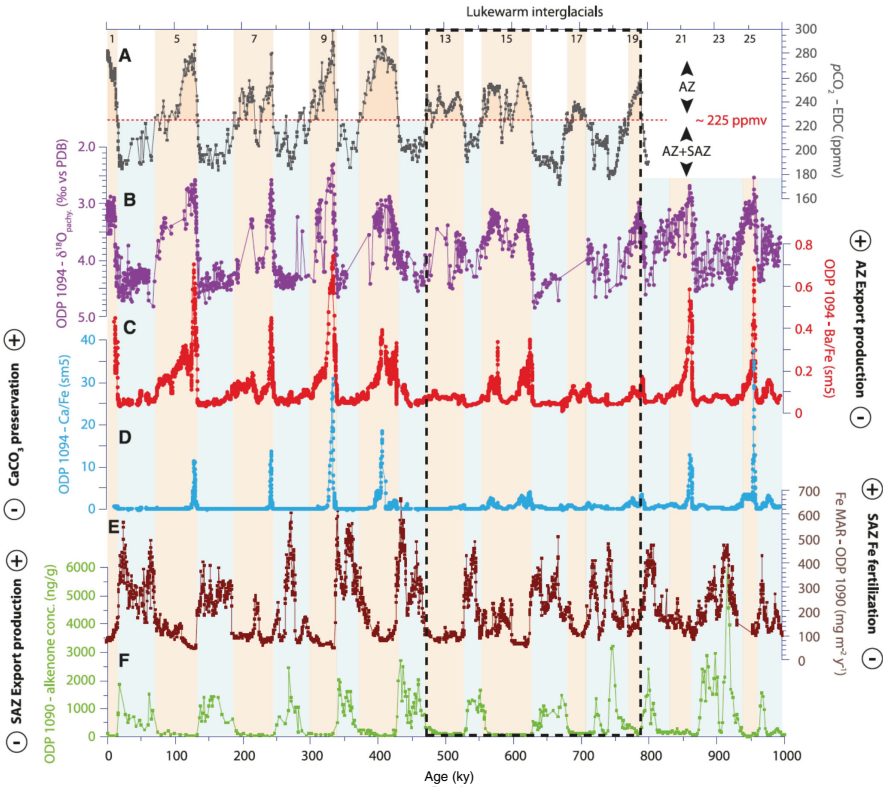 Lukewarm interglacials
1 5 7 9 11 13 15 17 19 21 23 25
A
300
280
260
240
220
200
180
160
pCO2 – EDC (ppmv)
AZ
~ 225 ppmv
AZ+SAZ
B
2.0
3.0
4.0
5.0
ODP 1094 - δ18Opachy. (‰ vs PDB)
C
0.8
0.6
0.4
0.2
0
ODP 1094 – Ba/Fe (sm5)
+ AZ Export production –
D
40
30
20
10
0
ODP 1094 – Ca/Fe (sm5)
+ CaCO3 preservation –
E
700
600
500
400
300
200
100
0
Fe MAR – ODP 1090 (mg m-2 y-1)
+ SAZ Fe fertilization –
F
6000
5000
4000
3000
2000
1000
0
ODP 1090 – alkenone conc. (ng/g)
+ SAZ Export production –
0 100 200 300 400 500 600 700 800 900 1000
Age (ky)